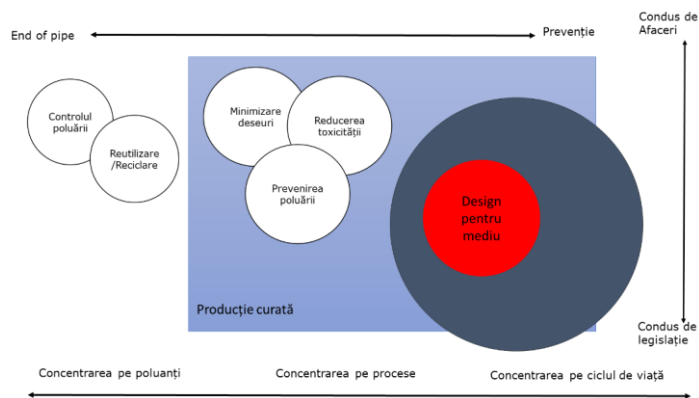 End of pipe
Prevenție
Condus de
Afaceri
Controlul
poluării
Reutilizare
/Reciclare
Minimizare
deseuri
Reducerea
toxicității
Prevenirea
poluării
Design
pentru
mediu
Producție curată
Condus de
legislație
Concentrarea pe poluanți
Concentrarea pe procese
Concentrarea pe ciclul de viață